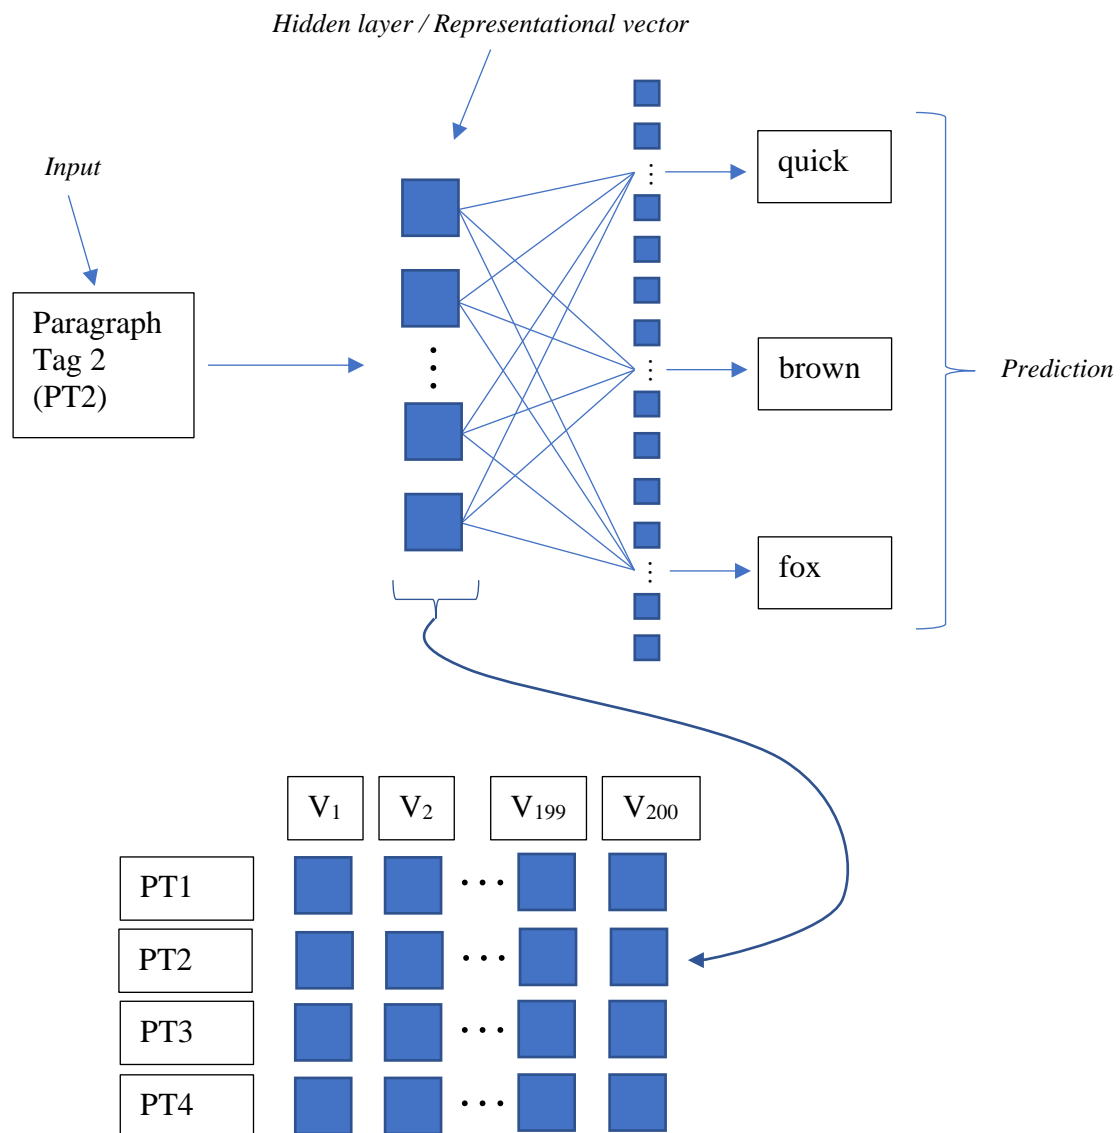 Hidden layer / Representational vector
Input
Paragraph
Tag 2
(PT2)
quick
brown
fox
Prediction
V₁ V₂ V₁₉₉ V₂₀₀
PT1
PT2
PT3
PT4